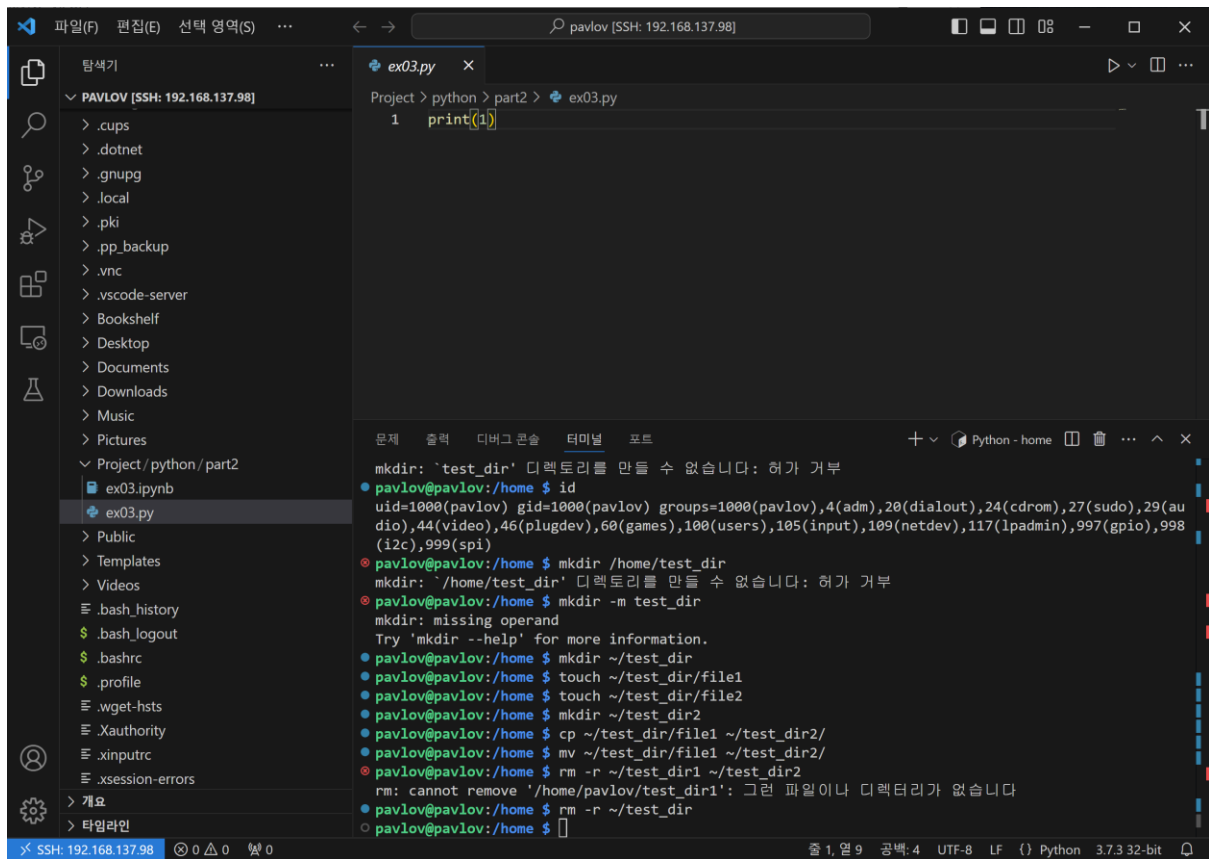 파일(F) 편집(E) 선택 영역(S) ···
pavlov [SSH: 192.168.137.98]
탐색기
PAVLOV [SSH: 192.168.137.98]
.cups
.dotnet
.gnupg
.local
.pki
.pp_backup
.vnc
.vscode-server
Bookshelf
Desktop
Documents
Downloads
Music
Pictures
Project/python/part2
ex03.ipynb
ex03.py
Public
Templates
Videos
.bash_history
.bash_logout
.bashrc
.profile
.wget-hsts
.Xauthority
.xinputrc
.xsession-errors
개요
타임라인
ex03.py
Project > python > part2 > ex03.py
1 print(1)
문제 출력 디버그 콘솔 터미널 포트
Python - home
mkdir: `test_dir' 디렉토리를 만들 수 없습니다: 허가 거부
pavlov@pavlov:/home $ id
uid=1000(pavlov) gid=1000(pavlov) groups=1000(pavlov),4(adm),20(dialout),24(cdrom),27(sudo),29(au
dio),44(video),46(plugdev),60(games),100(users),105(input),109(netdev),117(lpadmin),997(gpio),998
(i2c),999(spi)
pavlov@pavlov:/home $ mkdir /home/test_dir
mkdir: `/home/test_dir' 디렉토리를 만들 수 없습니다: 허가 거부
pavlov@pavlov:/home $ mkdir -m test_dir
mkdir: missing operand
Try 'mkdir --help' for more information.
pavlov@pavlov:/home $ mkdir ~/test_dir
pavlov@pavlov:/home $ touch ~/test_dir/file1
pavlov@pavlov:/home $ touch ~/test_dir/file2
pavlov@pavlov:/home $ mkdir ~/test_dir2
pavlov@pavlov:/home $ cp ~/test_dir/file1 ~/test_dir2/
pavlov@pavlov:/home $ mv ~/test_dir/file1 ~/test_dir2/
pavlov@pavlov:/home $ rm -r ~/test_dir1 ~/test_dir2
rm: cannot remove '/home/pavlov/test_dir1': 그런 파일이나 디렉터리가 없습니다
pavlov@pavlov:/home $ rm -r ~/test_dir
pavlov@pavlov:/home $
SSH: 192.168.137.98 0 0 0 줄 1, 열 9 공백: 4 UTF-8 LF {} Python 3.7.3 32-bit